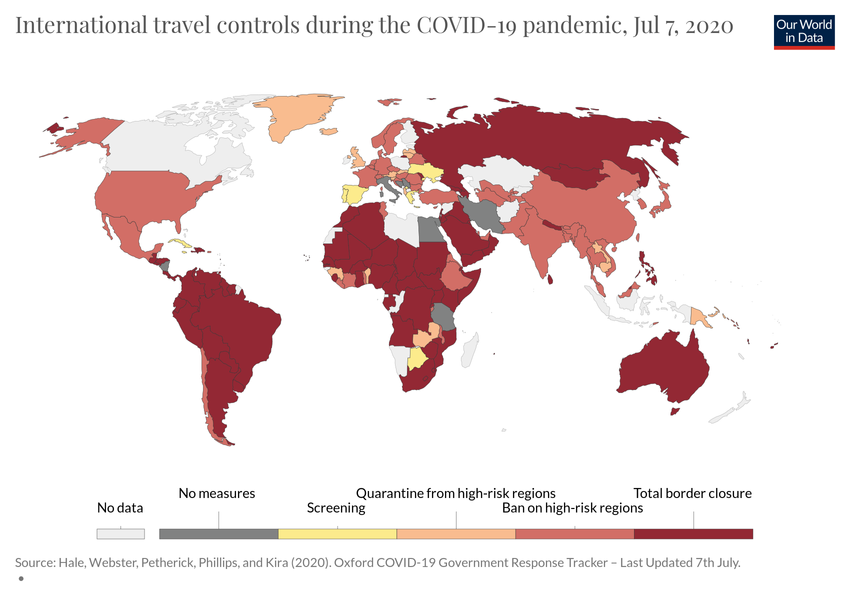 International travel controls during the COVID-19 pandemic, Jul 7, 2020
Our World
in Data
No data
No measures
Screening
Quarantine from high-risk regions
Ban on high-risk regions
Total border closure
Source: Hale, Webster, Petherick, Phillips, and Kira (2020). Oxford COVID-19 Government Response Tracker – Last Updated 7th July.
•